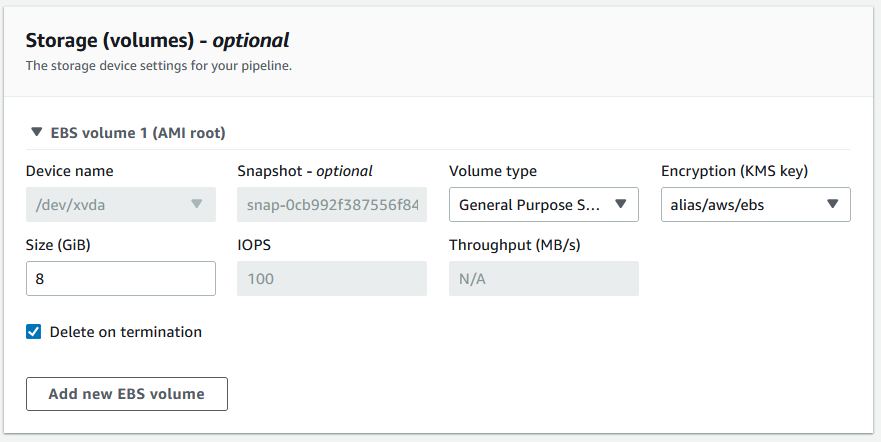 Storage (volumes) - optional
The storage device settings for your pipeline.
EBS volume 1 (AMI root)
Device name
Snapshot - optional
Volume type
Encryption (KMS key)
/dev/xvda
snap-0cb992f387556f84
General Purpose S...
alias/aws/ebs
Size (GiB)
IOPS
Throughput (MB/s)
8
100
N/A
Delete on termination
Add new EBS volume